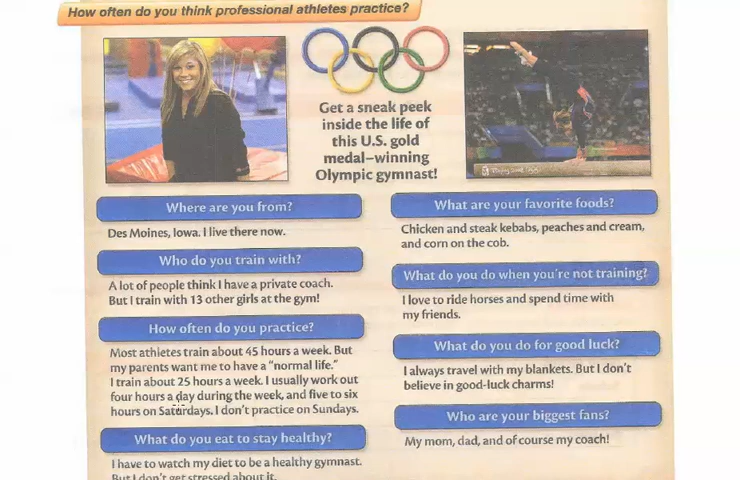 How often do you think professional athletes practice?
Get a sneak peek
inside the life of
this U.S. gold
medal–winning
Olympic gymnast!
Where are you from?
Des Moines, Iowa. I live there now.
Who do you train with?
A lot of people think I have a private coach.
But I train with 13 other girls at the gym!
How often do you practice?
Most athletes train about 45 hours a week. But
my parents want me to have a "normal life."
I train about 25 hours a week. I usually work out
four hours a day during the week, and five to six
hours on Saturdays. I don't practice on Sundays.
What do you eat to stay healthy?
I have to watch my diet to be a healthy gymnast.
But I don't get stressed about it.
What are your favorite foods?
Chicken and steak kebabs, peaches and cream,
and corn on the cob.
What do you do when you're not training?
I love to ride horses and spend time with
my friends.
What do you do for good luck?
I always travel with my blankets. But I don't
believe in good-luck charms!
Who are your biggest fans?
My mom, dad, and of course my coach!